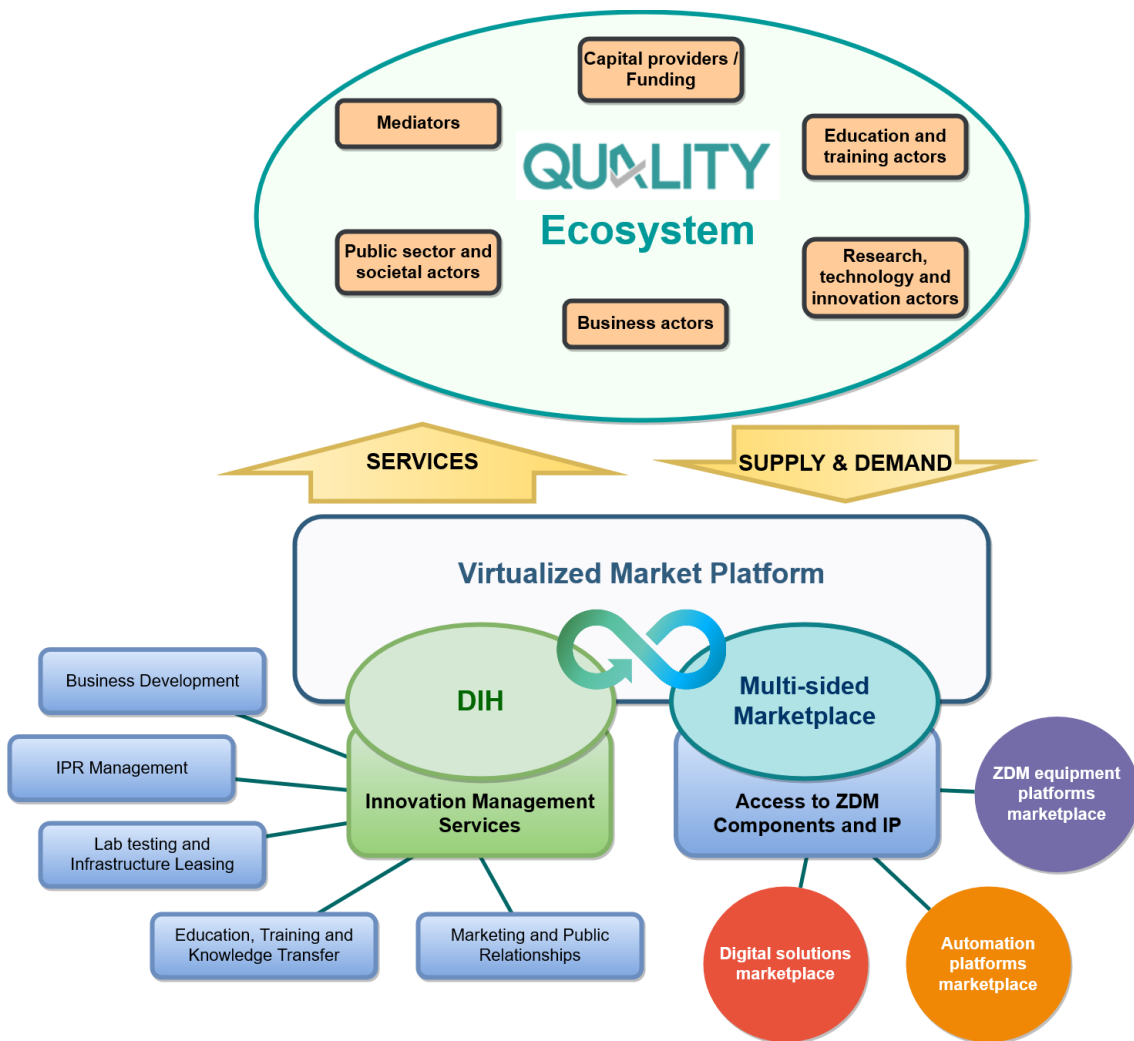 Capital providers /
Funding
Mediators
Education and
training actors
QUALITY
Ecosystem
Public sector and
societal actors
Research,
technology and
innovation actors
Business actors
SERVICES
SUPPLY & DEMAND
Virtualized Market Platform
DIH
Multi-sided
Marketplace
Business Development
IPR Management
Lab testing and
Infrastructure Leasing
Innovation Management
Services
Access to ZDM
Components and IP
ZDM equipment
platforms
marketplace
Education, Training and
Knowledge Transfer
Marketing and Public
Relationships
Digital solutions
marketplace
Automation
platforms
marketplace